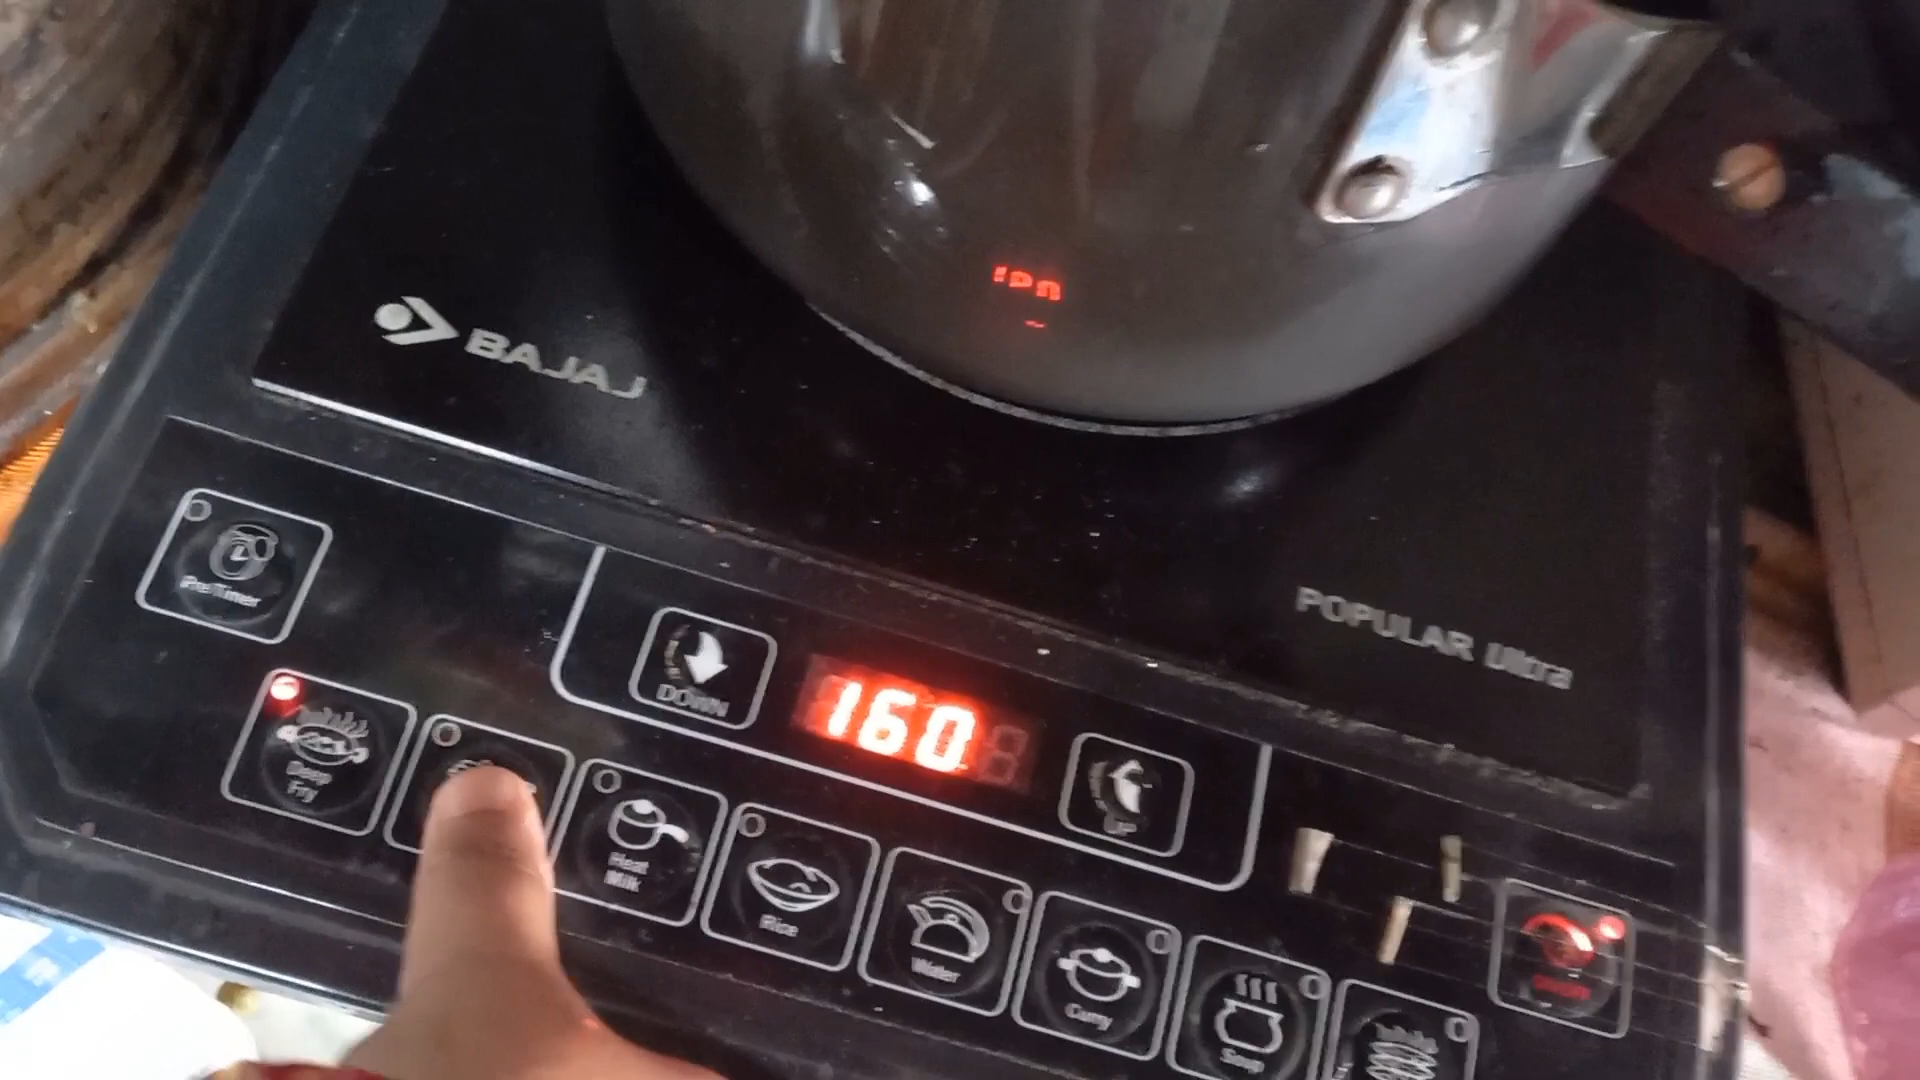 BAJAJ
POPULAR Ultra
Pre Timer
DOWN
160
UP
Deep
Fry
Heat
Milk
Rice
Water
Curry
Soup